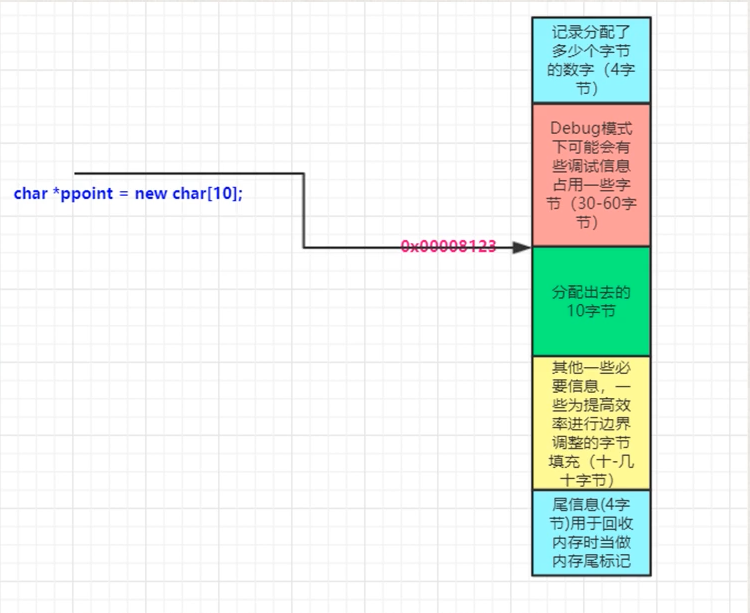 记录分配了
多少个字节
的数字（4字
节）
Debug模式
下可能会有
些调试信息
占用一些字
节（30-60字
节）
char *ppoint = new char[10];
0x00008123
分配出去的
10字节
其他一些必
要信息，一
些为提高效
率进行边界
调整的字节
填充（十-几
十字节）
尾信息(4字
节)用于回收
内存时当做
内存尾标记